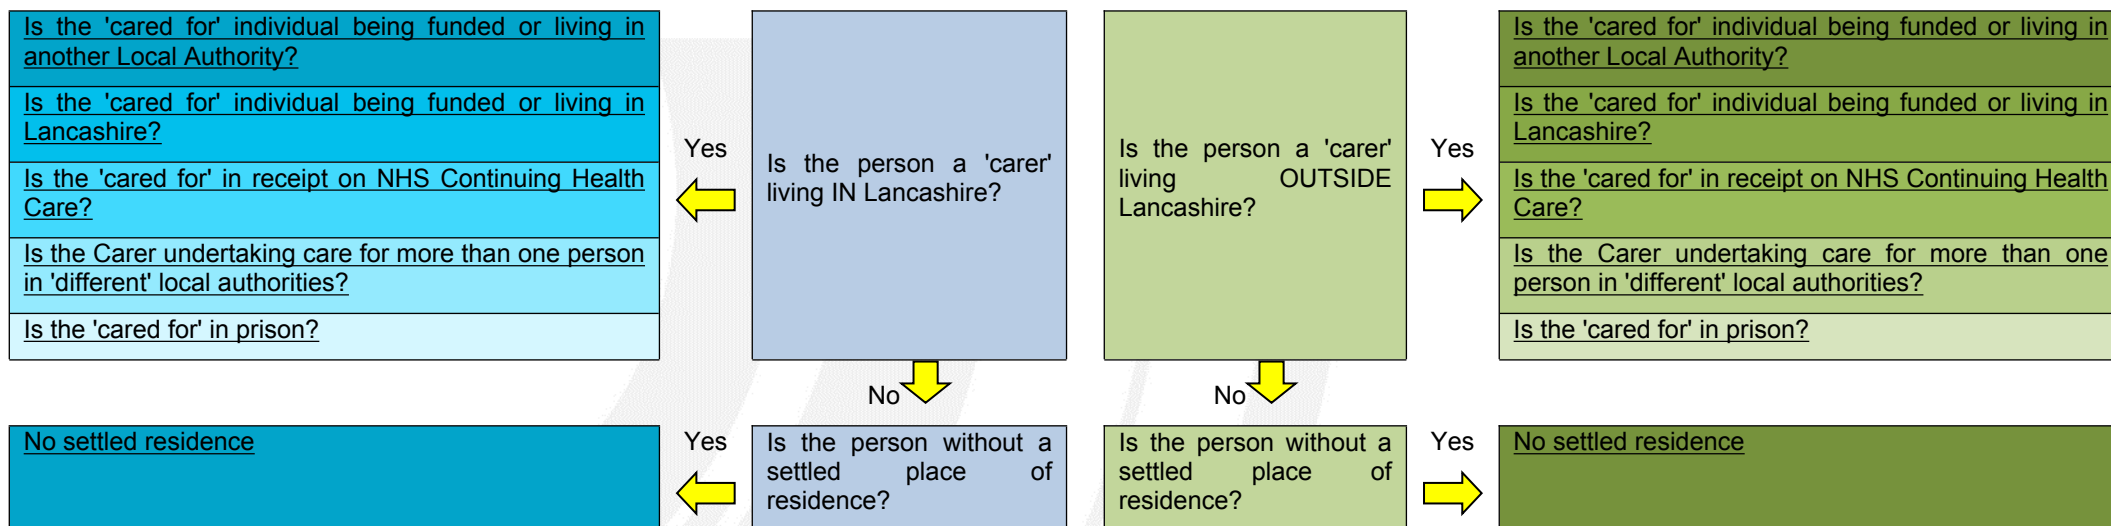 Is the 'cared for' individual being funded or living in
another Local Authority?
Is the 'cared for' individual being funded or living in
Lancashire?
Is the 'cared for' in receipt on NHS Continuing Health
Care?
Is the Carer undertaking care for more than one person
in 'different' local authorities?
Is the 'cared for' in prison?
Yes
Is the person a 'carer'
living IN Lancashire?
Is the person a 'carer'
living OUTSIDE
Lancashire?
Yes
Is the 'cared for' individual being funded or living in
another Local Authority?
Is the 'cared for' individual being funded or living in
Lancashire?
Is the 'cared for' in receipt on NHS Continuing Health
Care?
Is the Carer undertaking care for more than one
person in 'different' local authorities?
Is the 'cared for' in prison?
No
No
No settled residence
Yes
Is the person without a
settled place of
residence?
Is the person without a
settled place of
residence?
Yes
No settled residence